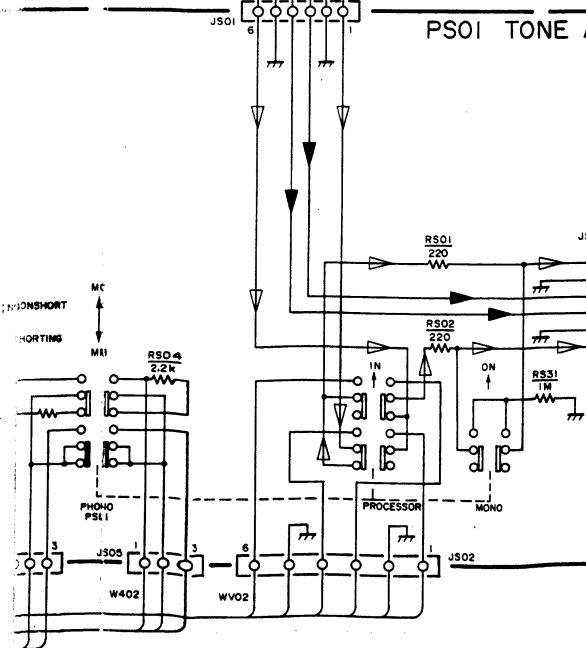 JS01
6
1
PS01 TONE
RS01
220
RS02
220
MC
NONSHORT
SHORTING
MM
RS04
2.2k
IN
ON
RS31
1M
PHONO
PROCESSOR
MONO
3
JS05
1
3
6
1
JS02
W402
WV02